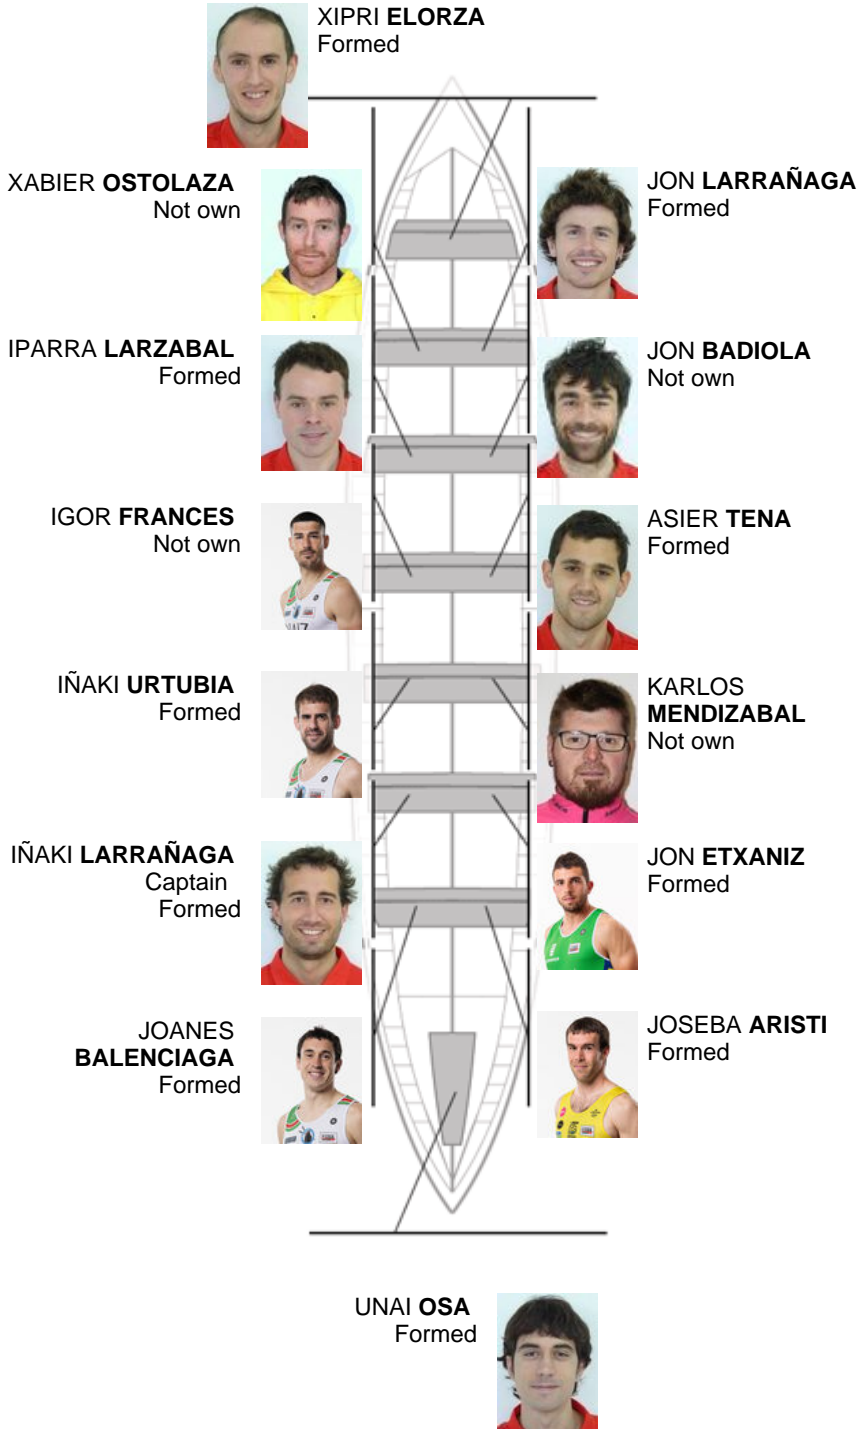 XIPRI ELORZA
Formed
XABIER OSTOLAZA
Not own
JON LARRAÑAGA
Formed
IPARRA LARZABAL
Formed
JON BADIOLA
Not own
IGOR FRANCES
Not own
ASIER TENA
Formed
IÑAKI URTUBIA
Formed
KARLOS
MENDIZABAL
Not own
IÑAKI LARRAÑAGA
Captain
Formed
JON ETXANIZ
Formed
JOANES
BALENCIAGA
Formed
JOSEBA ARISTI
Formed
UNAI OSA
Formed